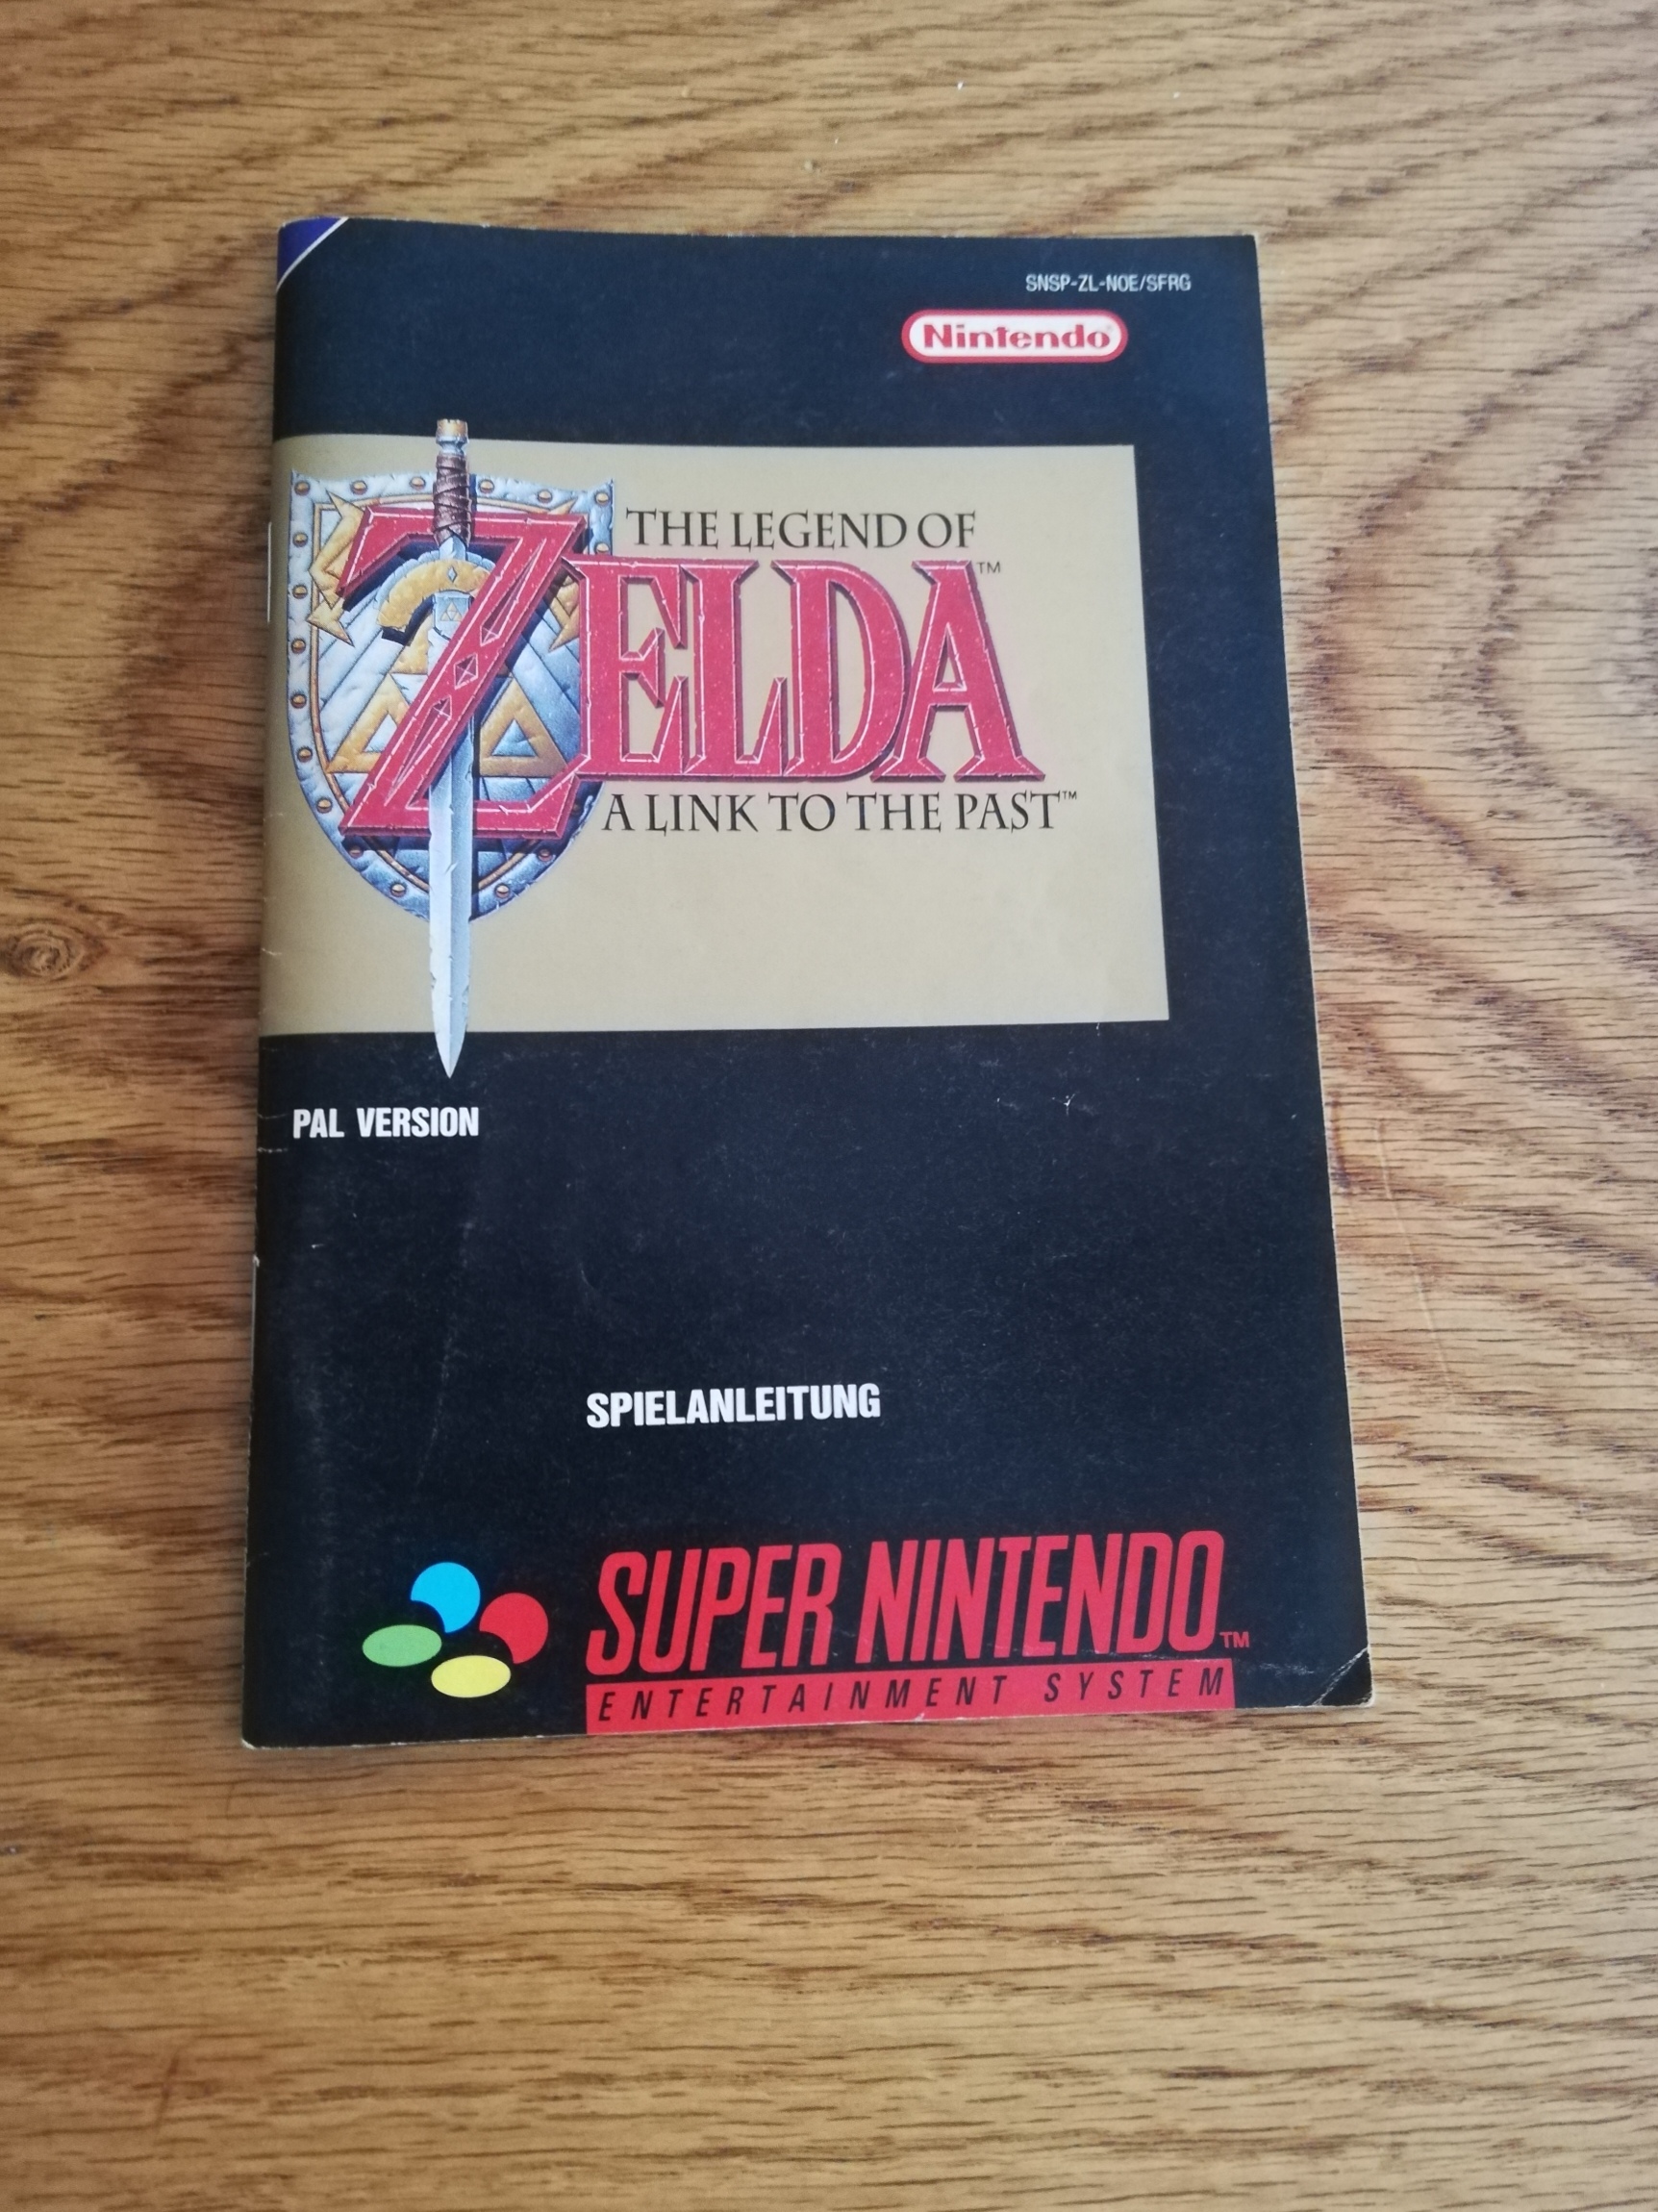 SNSP-ZL-NOE/SFRG
Nintendo®
THE LEGEND OF
ZELDA™
A LINK TO THE PAST™
PAL VERSION
SPIELANLEITUNG
SUPER NINTENDO™
ENTERTAINMENT SYSTEM